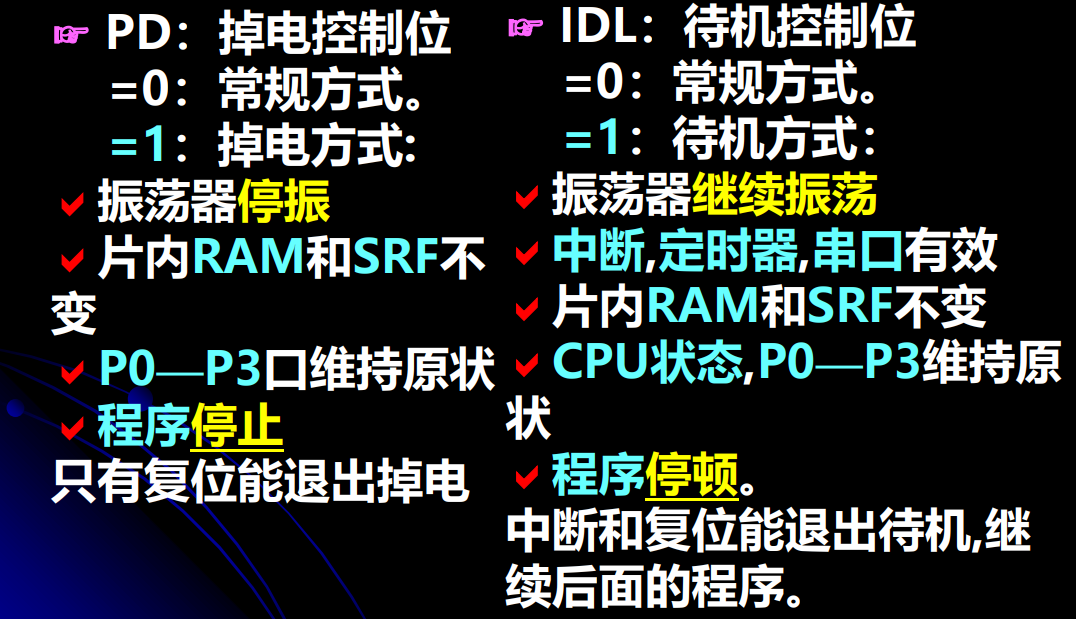 ☞ PD：掉电控制位
=0：常规方式。
=1：掉电方式:
振荡器停振
片内RAM和SRF不
变
P0—P3口维持原状
程序停止
只有复位能退出掉电
☞ IDL：待机控制位
=0：常规方式。
=1：待机方式：
振荡器继续振荡
中断,定时器,串口有效
片内RAM和SRF不变
CPU状态,P0—P3维持原
状
程序停顿。
中断和复位能退出待机,继
续后面的程序。